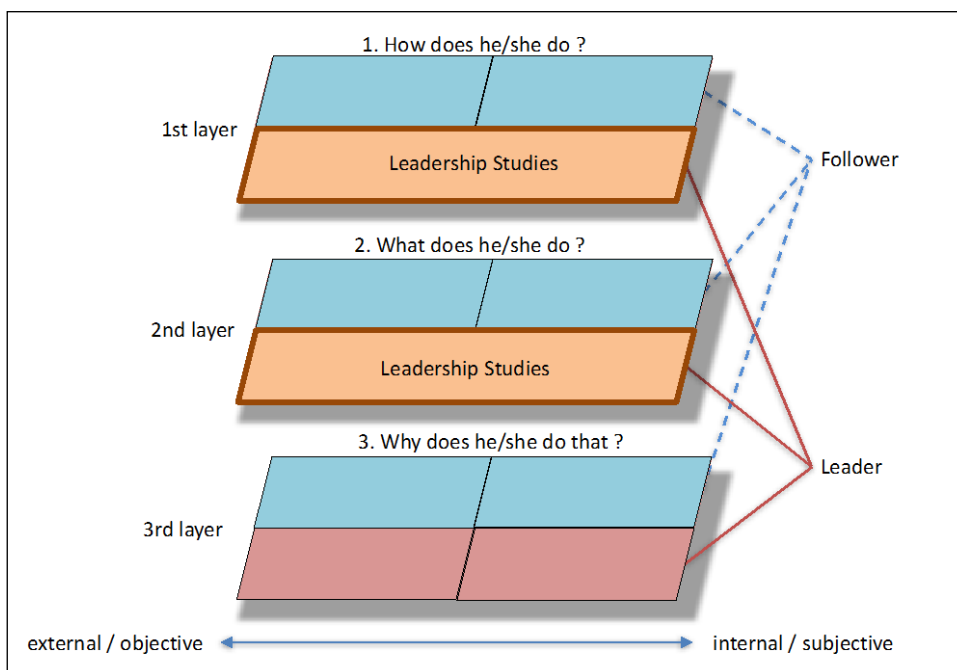 1. How does he/she do ?
1st layer
Leadership Studies
Follower
2. What does he/she do ?
2nd layer
Leadership Studies
3. Why does he/she do that ?
Leader
3rd layer
external / objective
internal / subjective